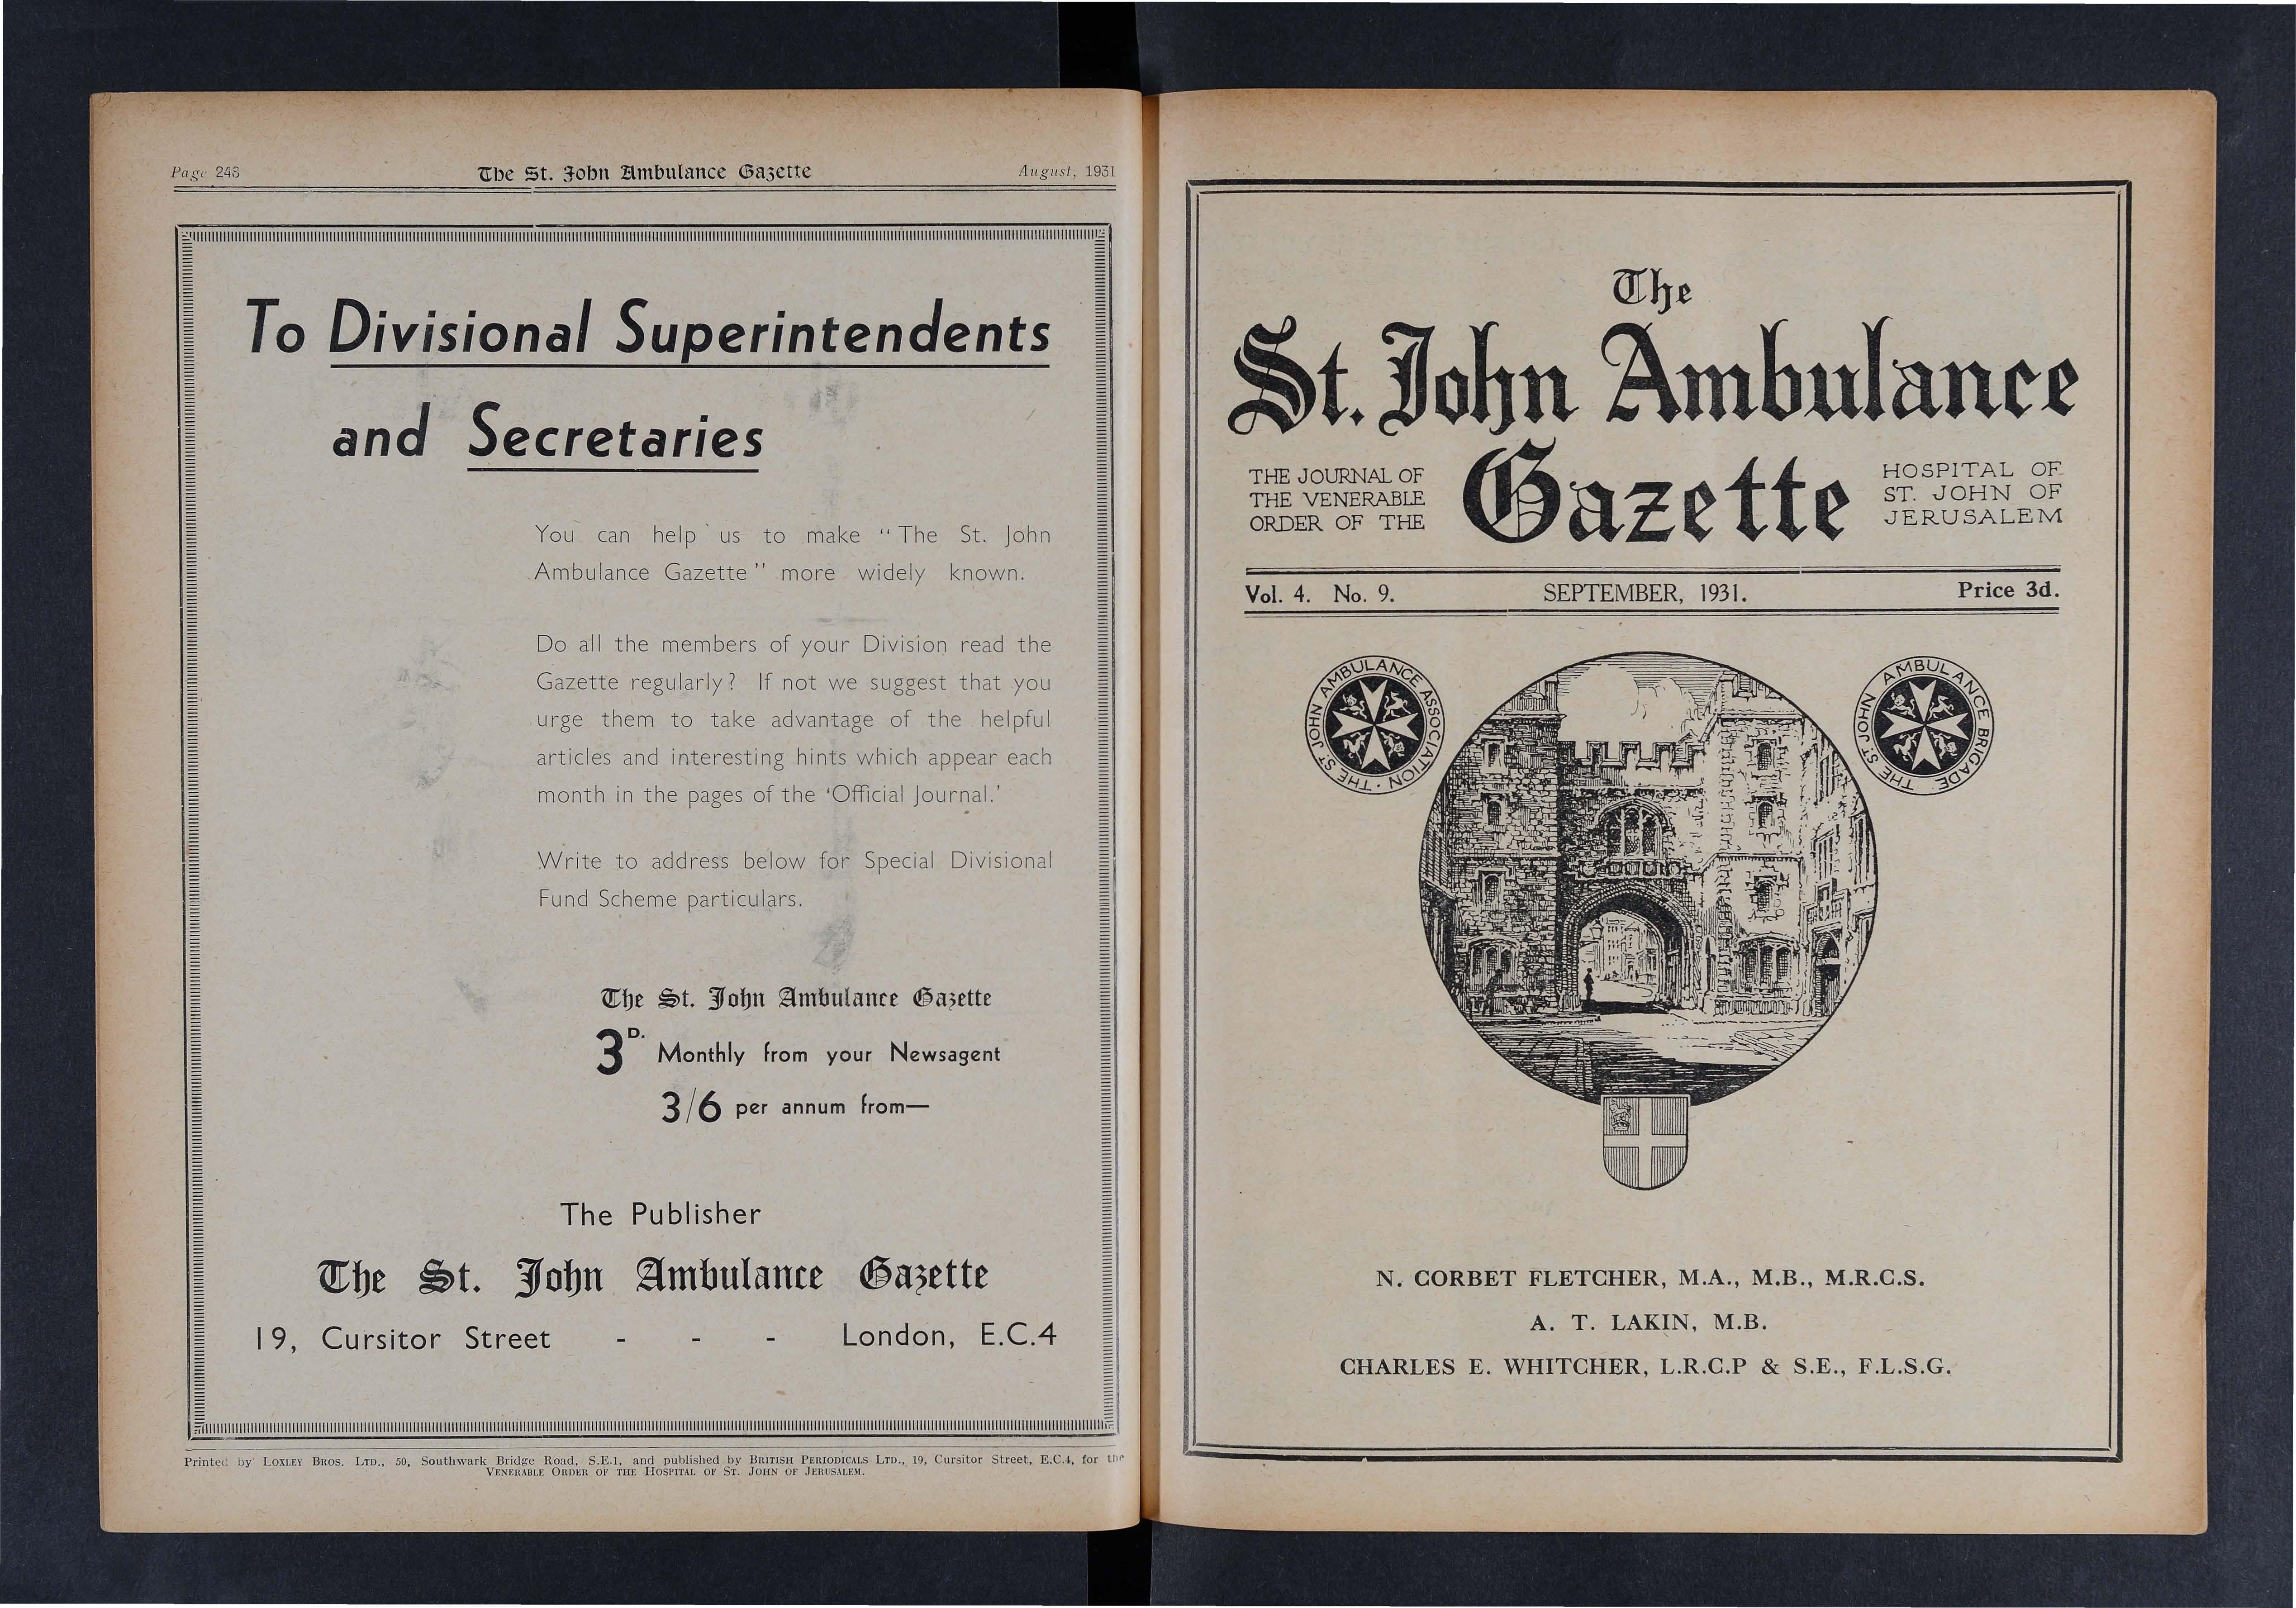 Page 248 The St. John Ambulance Gazette August, 1931
To Divisional Superintendents
and Secretaries
You can help us to make “The St. John
Ambulance Gazette” more widely known.
Do all the members of your Division read the
Gazette regularly? If not we suggest that you
urge them to take advantage of the helpful
articles and interesting hints which appear each
month in the pages of the ‘Official Journal.’
Write to address below for Special Divisional
Fund Scheme particulars.
The St. John Ambulance Gazette
3D. Monthly from your Newsagent
3/6 per annum from—
The Publisher
The St. John Ambulance Gazette
19, Cursitor Street - - - London, E.C.4
Printed by LOXLEY BROS. LTD., 50, Southwark Bridge Road, S.E.1, and published by BRITISH PERIODICALS LTD., 19, Cursitor Street, E.C.4, for the
VENERABLE ORDER OF THE HOSPITAL OF ST. JOHN OF JERUSALEM.
The
St. John Ambulance
Gazette
THE JOURNAL OF
THE VENERABLE
ORDER OF THE
HOSPITAL OF
ST. JOHN OF
JERUSALEM
Vol. 4. No. 9. SEPTEMBER, 1931. Price 3d.
THE ST JOHN AMBULANCE ASSOCIATION
THE ST JOHN AMBULANCE BRIGADE
N. CORBET FLETCHER, M.A., M.B., M.R.C.S.
A. T. LAKIN, M.B.
CHARLES E. WHITCHER, L.R.C.P & S.E., F.L.S.G.